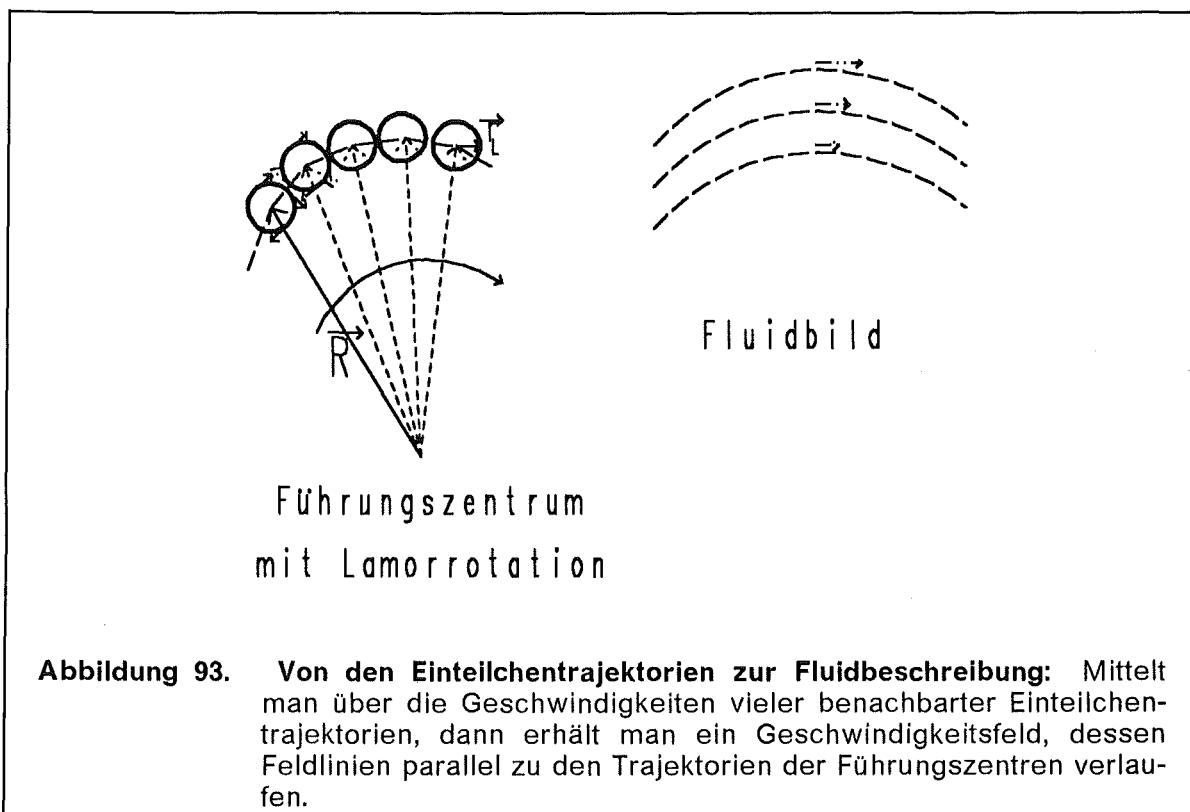 R
Fluidbild
Führungszentrum
mit Lamorrotation
Abbildung 93. Von den Einteilchentrajektorien zur Fluidbeschreibung: Mittelt
man über die Geschwindigkeiten vieler benachbarter Einteilchen-
trajektorien, dann erhält man ein Geschwindigkeitsfeld, dessen
Feldlinien parallel zu den Trajektorien der Führungszentren verlau-
fen.